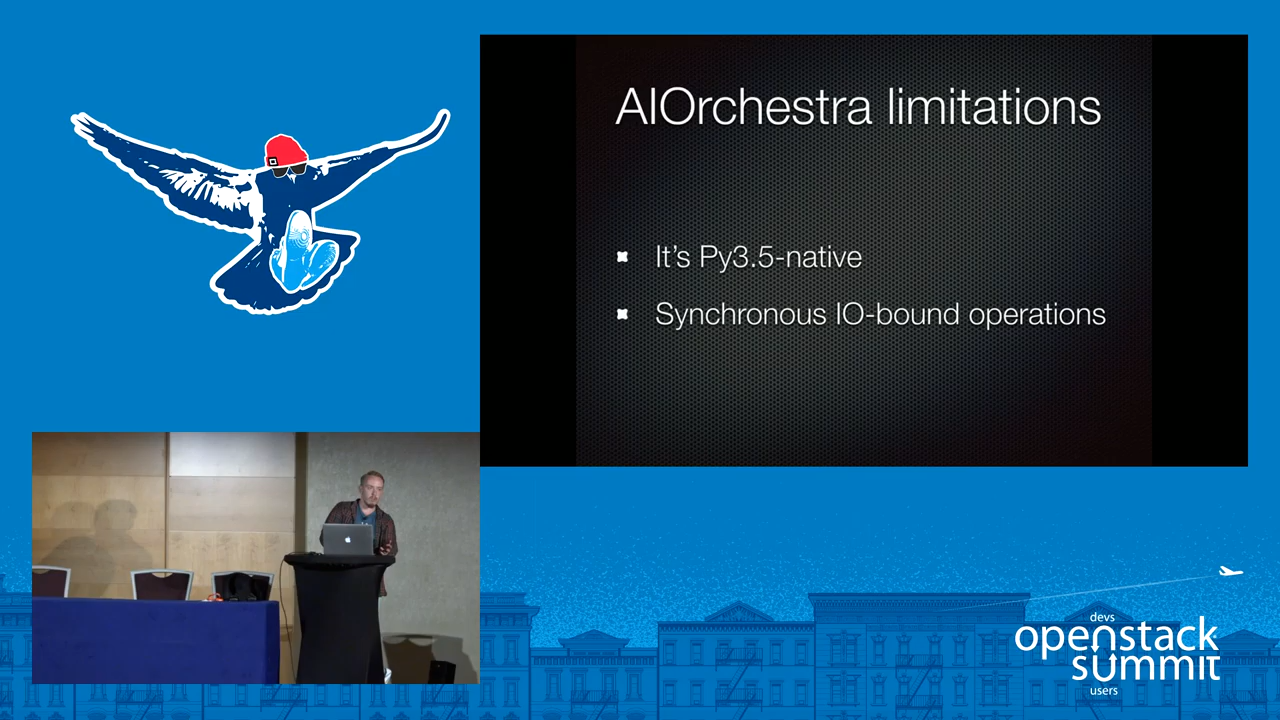 AIOrchestra limitations
It's Py3.5-native
Synchronous IO-bound operations
devs
openstack
summit
users